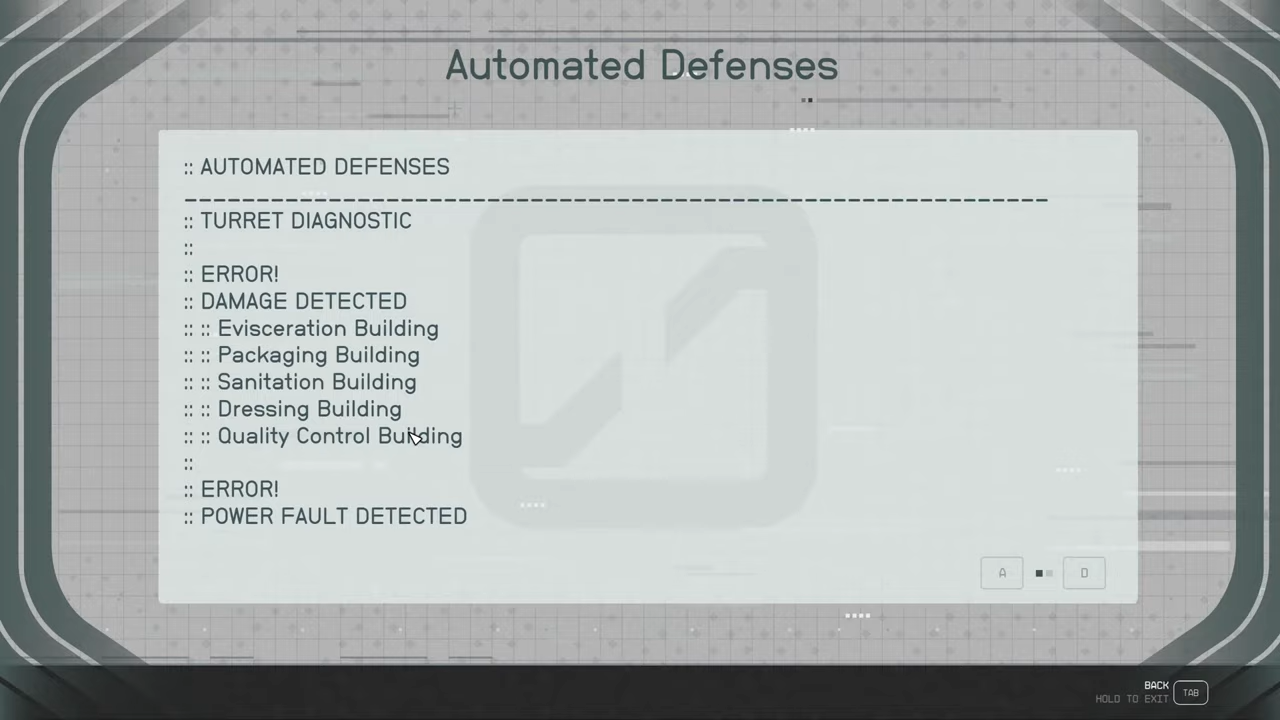 Automated Defenses
:: AUTOMATED DEFENSES
------------------------------------------------------------
:: TURRET DIAGNOSTIC
::
:: ERROR!
:: DAMAGE DETECTED
:: :: Evisceration Building
:: :: Packaging Building
:: :: Sanitation Building
:: :: Dressing Building
:: :: Quality Control Building
::
:: ERROR!
:: POWER FAULT DETECTED
A D
BACK
HOLD TO EXIT TAB